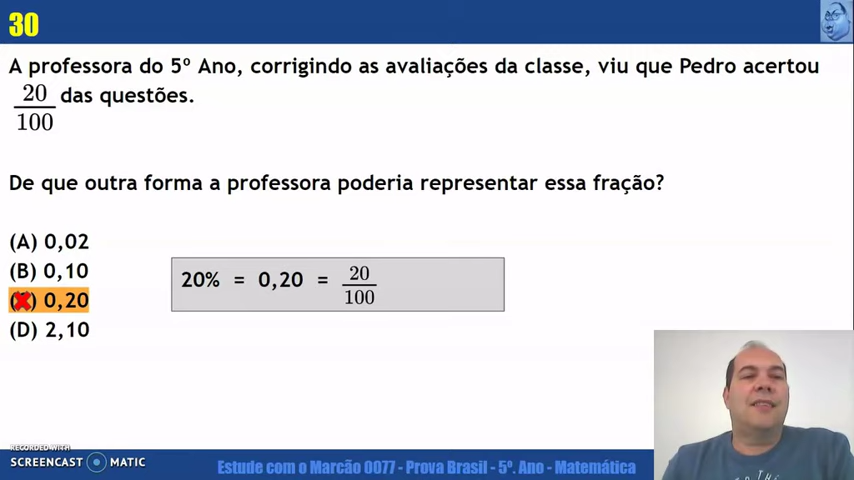 30
A professora do 5º Ano, corrigindo as avaliações da classe, viu que Pedro acertou
20/100 das questões.
De que outra forma a professora poderia representar essa fração?
(A) 0,02
(B) 0,10
( ) 0,20
(D) 2,10
20% = 0,20 = 20/100
RECORDED WITH
SCREENCAST MATIC
Estude com o Marcão 0077 - Prova Brasil - 5º. Ano - Matemática